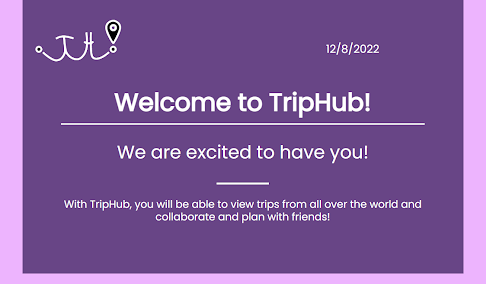 TH
12/8/2022
Welcome to TripHub!
We are excited to have you!
With TripHub, you will be able to view trips from all over the world and
collaborate and plan with friends!